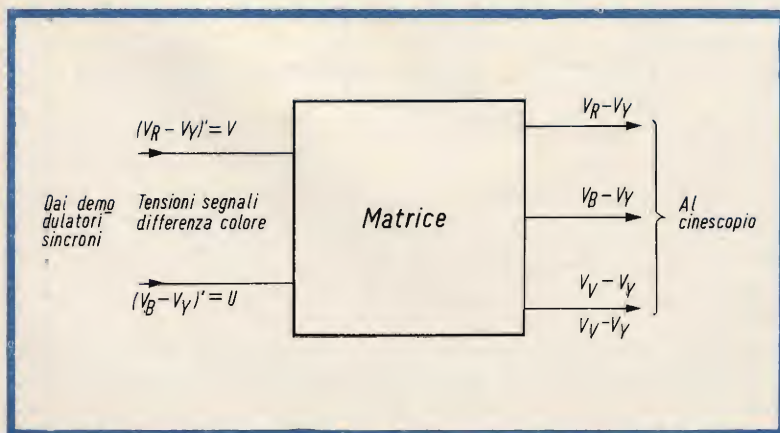 (V_R – V_Y)' = V
Dai demo
dulatori
sincroni
Tensioni segnali
differenza colore
(V_B – V_Y)' = U
Matrice
V_R – V_Y
V_B – V_Y
V_V – V_Y
V_V – V_Y
Al
cinescopio